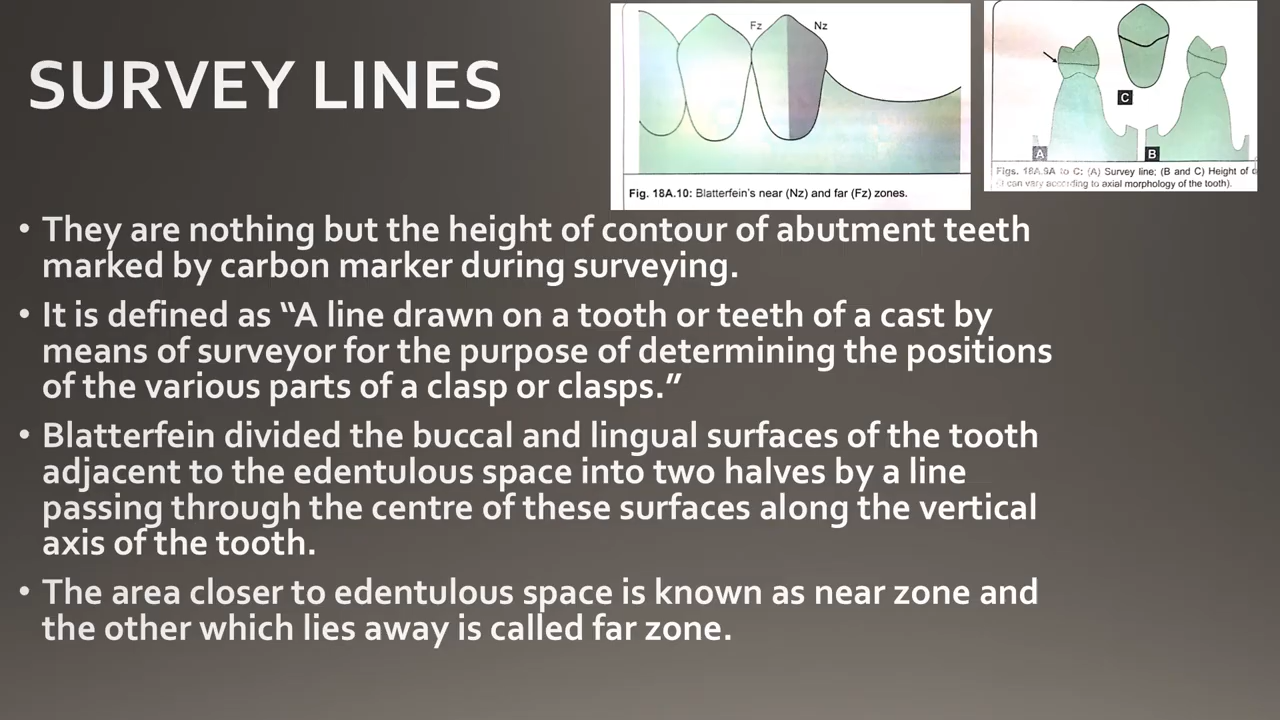 SURVEY LINES
Fz
Nz
Fig. 18A.10: Blatterfein's near (Nz) and far (Fz) zones.
C
A
B
Figs. 18A.9A to C: (A) Survey line; (B and C) Height of
can vary according to axial morphology of the tooth).
• They are nothing but the height of contour of abutment teeth
marked by carbon marker during surveying.
• It is defined as “A line drawn on a tooth or teeth of a cast by
means of surveyor for the purpose of determining the positions
of the various parts of a clasp or clasps.”
• Blatterfein divided the buccal and lingual surfaces of the tooth
adjacent to the edentulous space into two halves by a line
passing through the centre of these surfaces along the vertical
axis of the tooth.
• The area closer to edentulous space is known as near zone and
the other which lies away is called far zone.